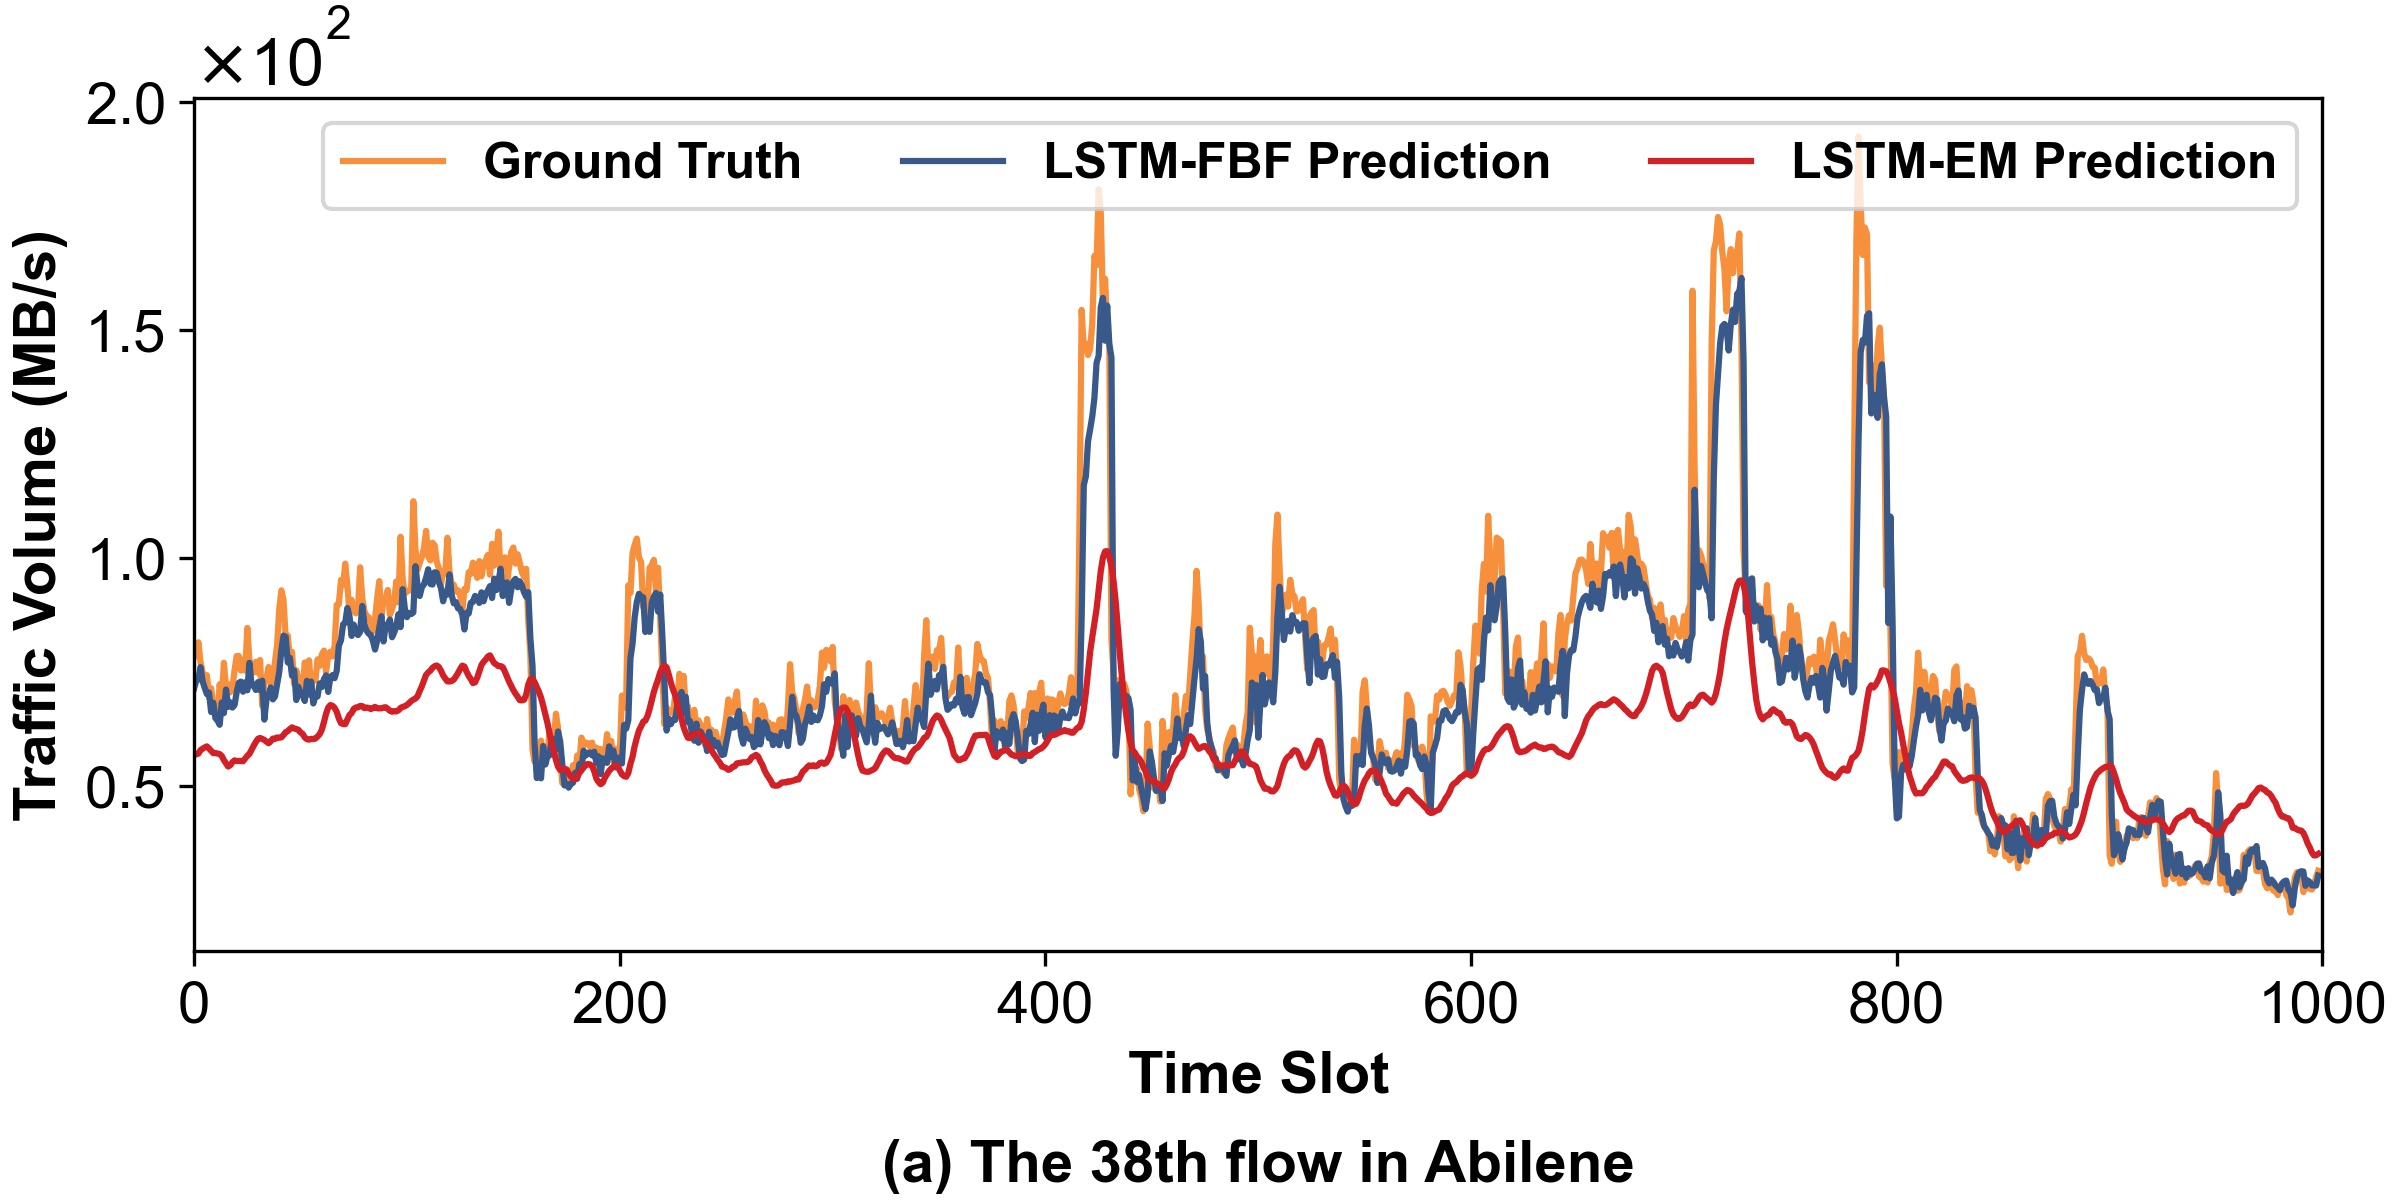 ×10²
2.0
1.5
1.0
0.5
Traffic Volume (MB/s)
Ground Truth LSTM-FBF Prediction LSTM-EM Prediction
0 200 400 600 800 1000
Time Slot
(a) The 38th flow in Abilene